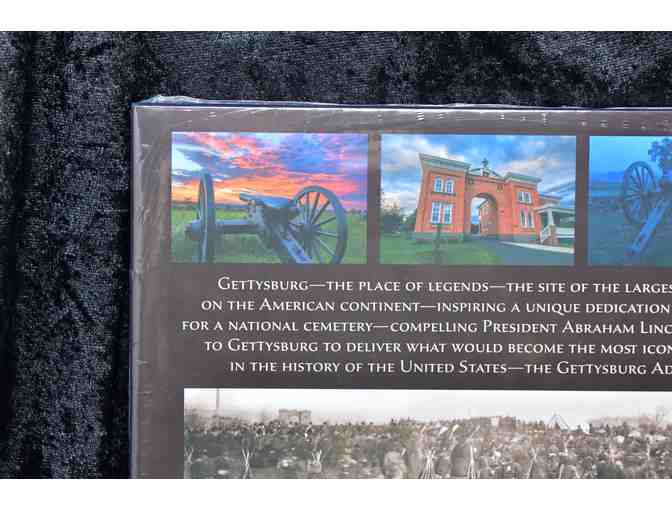 Gettysburg—the place of legends—the site of the larges
on the American continent—inspiring a unique dedication
for a national cemetery—compelling President Abraham Linc
to Gettysburg to deliver what would become the most icon
in the history of the United States—the Gettysburg Ad